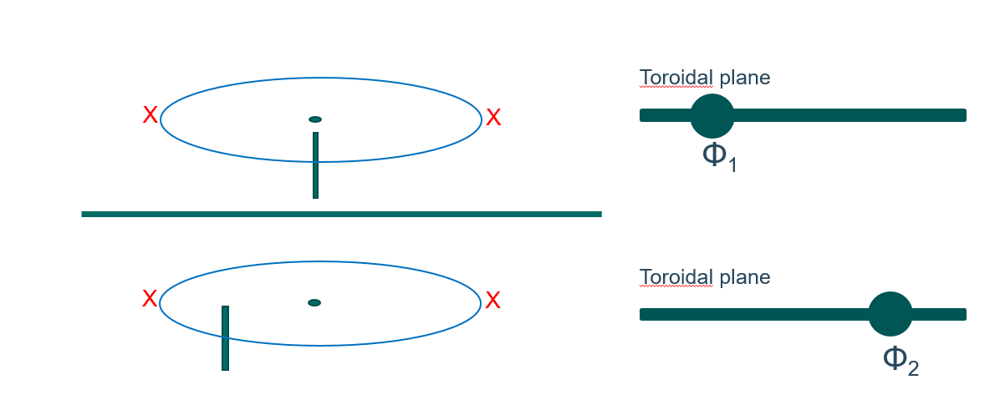 Toroidal plane
X X
Φ1
Toroidal plane
X X
Φ2